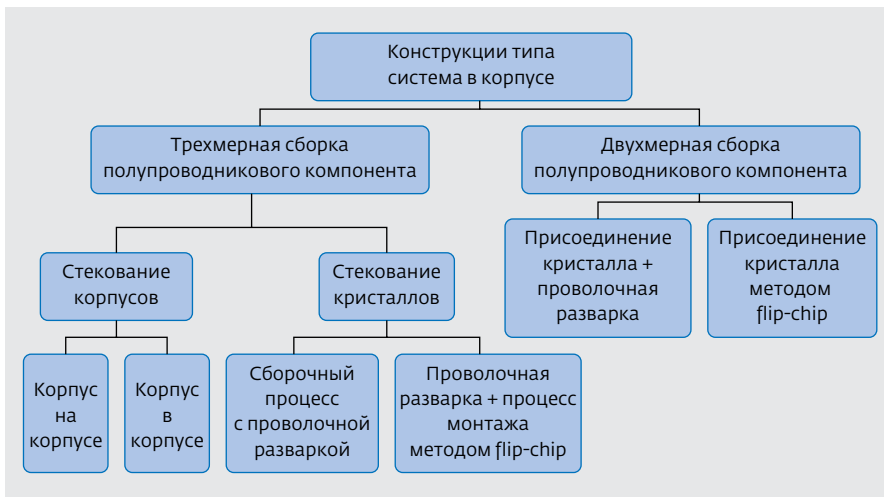 Конструкции типа
система в корпусе
Трехмерная сборка
полупроводникового компонента
Двухмерная сборка
полупроводникового компонента
Стекование
корпусов
Стекование
кристаллов
Присоединение
кристалла +
проволочная
разварка
Присоединение
кристалла
методом
flip-chip
Корпус
на
корпусе
Корпус
в
корпусе
Сборочный
процесс
с проволочной
разваркой
Проволочная
разварка + процесс
монтажа
методом flip-chip